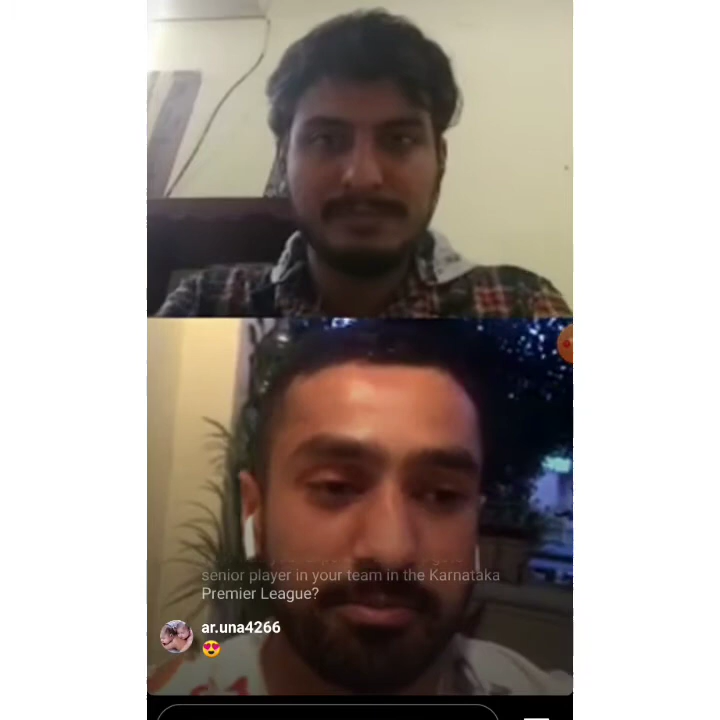 senior player in your team in the Karnataka
Premier League?
ar.una4266
😍